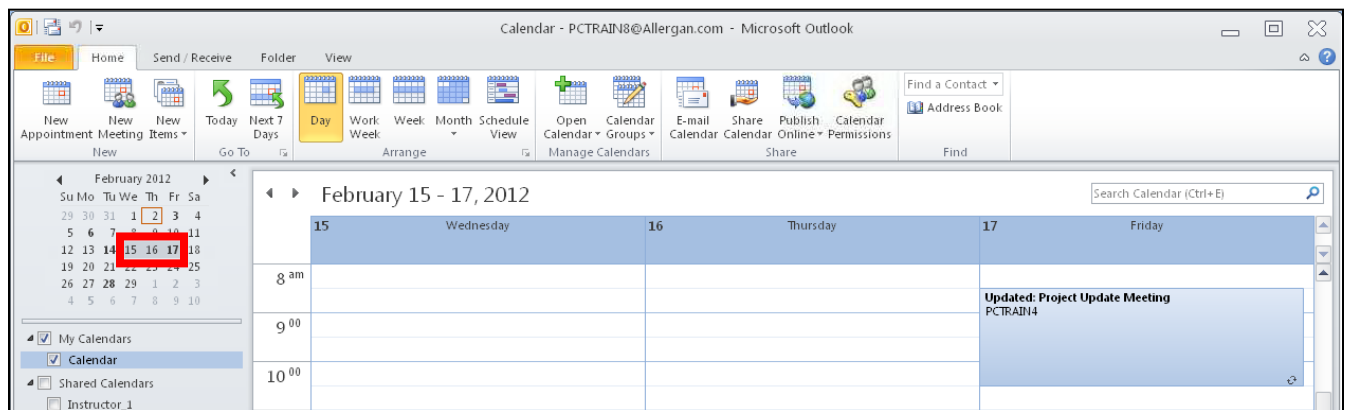 Calendar - PCTRAIN8@Allergan.com - Microsoft Outlook
File Home Send / Receive Folder View
New Appointment New Meeting New Items Today Next 7 Days Day Work Week Week Month Schedule View Open Calendar Calendar Groups E-mail Calendar Share Calendar Publish Online Calendar Permissions Find a Contact
Address Book
New Go To Arrange Manage Calendars Share Find
February 2012
Su Mo Tu We Th Fr Sa
29 30 31 1 2 3 4
5 6 7 8 9 10 11
12 13 14 15 16 17 18
19 20 21 22 23 24 25
26 27 28 29 1 2 3
4 5 6 7 8 9 10
My Calendars
Calendar
Shared Calendars
Instructor_1
February 15 - 17, 2012
Search Calendar (Ctrl+E)
15 Wednesday 16 Thursday 17 Friday
8 am
Updated: Project Update Meeting
PCTRAIN4
9 00
10 00